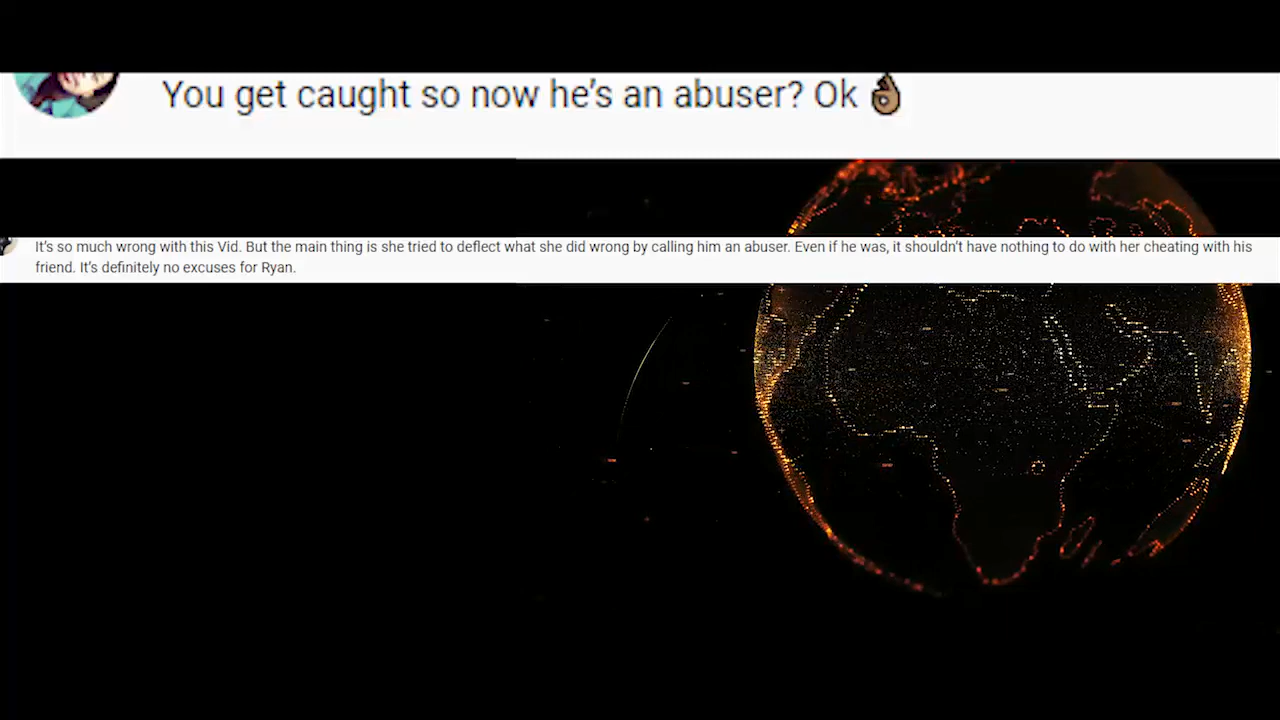 You get caught so now he's an abuser? Ok 👌🏾
It's so much wrong with this Vid. But the main thing is she tried to deflect what she did wrong by calling him an abuser. Even if he was, it shouldn't have nothing to do with her cheating with his
friend. It's definitely no excuses for Ryan.